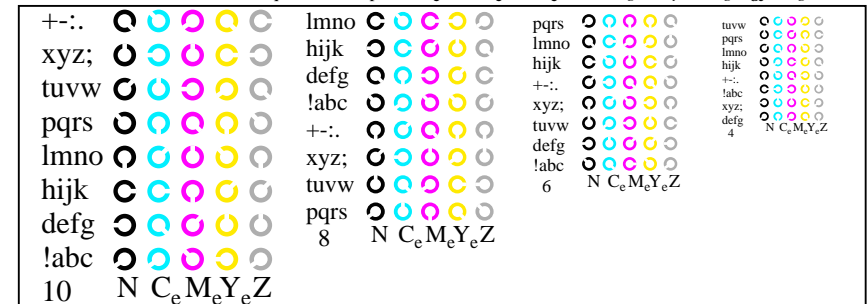 +-:.
xyz;
tuvw
pqrs
lmno
hijk
defg
!abc
10 N CeMeYeZ
lmno
hijk
defg
!abc
+-:.
xyz;
tuvw
pqrs
8 N CeMeYeZ
pqrs
lmno
hijk
+-:.
xyz;
tuvw
defg
!abc
6 N CeMeYeZ
tuvw
pqrs
lmno
hijk
+-:.
!abc
xyz;
defg
4 N CeMeYeZ